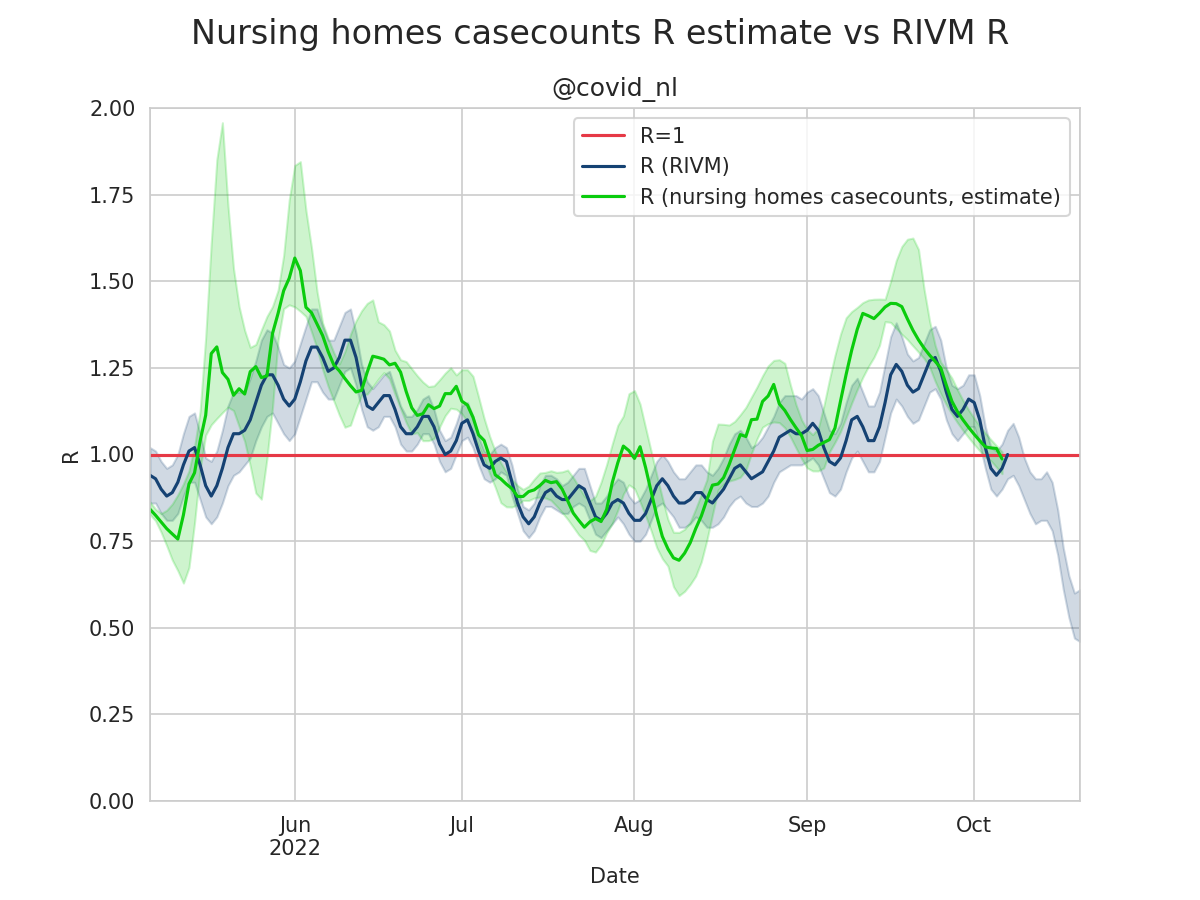 Nursing homes casecounts R estimate vs RIVM R
@covid_nl
R=1
R (RIVM)
R (nursing homes casecounts, estimate)
2.00
1.75
1.50
1.25
1.00
0.75
0.50
0.25
0.00
R
Jun
2022
Jul
Aug
Sep
Oct
Date